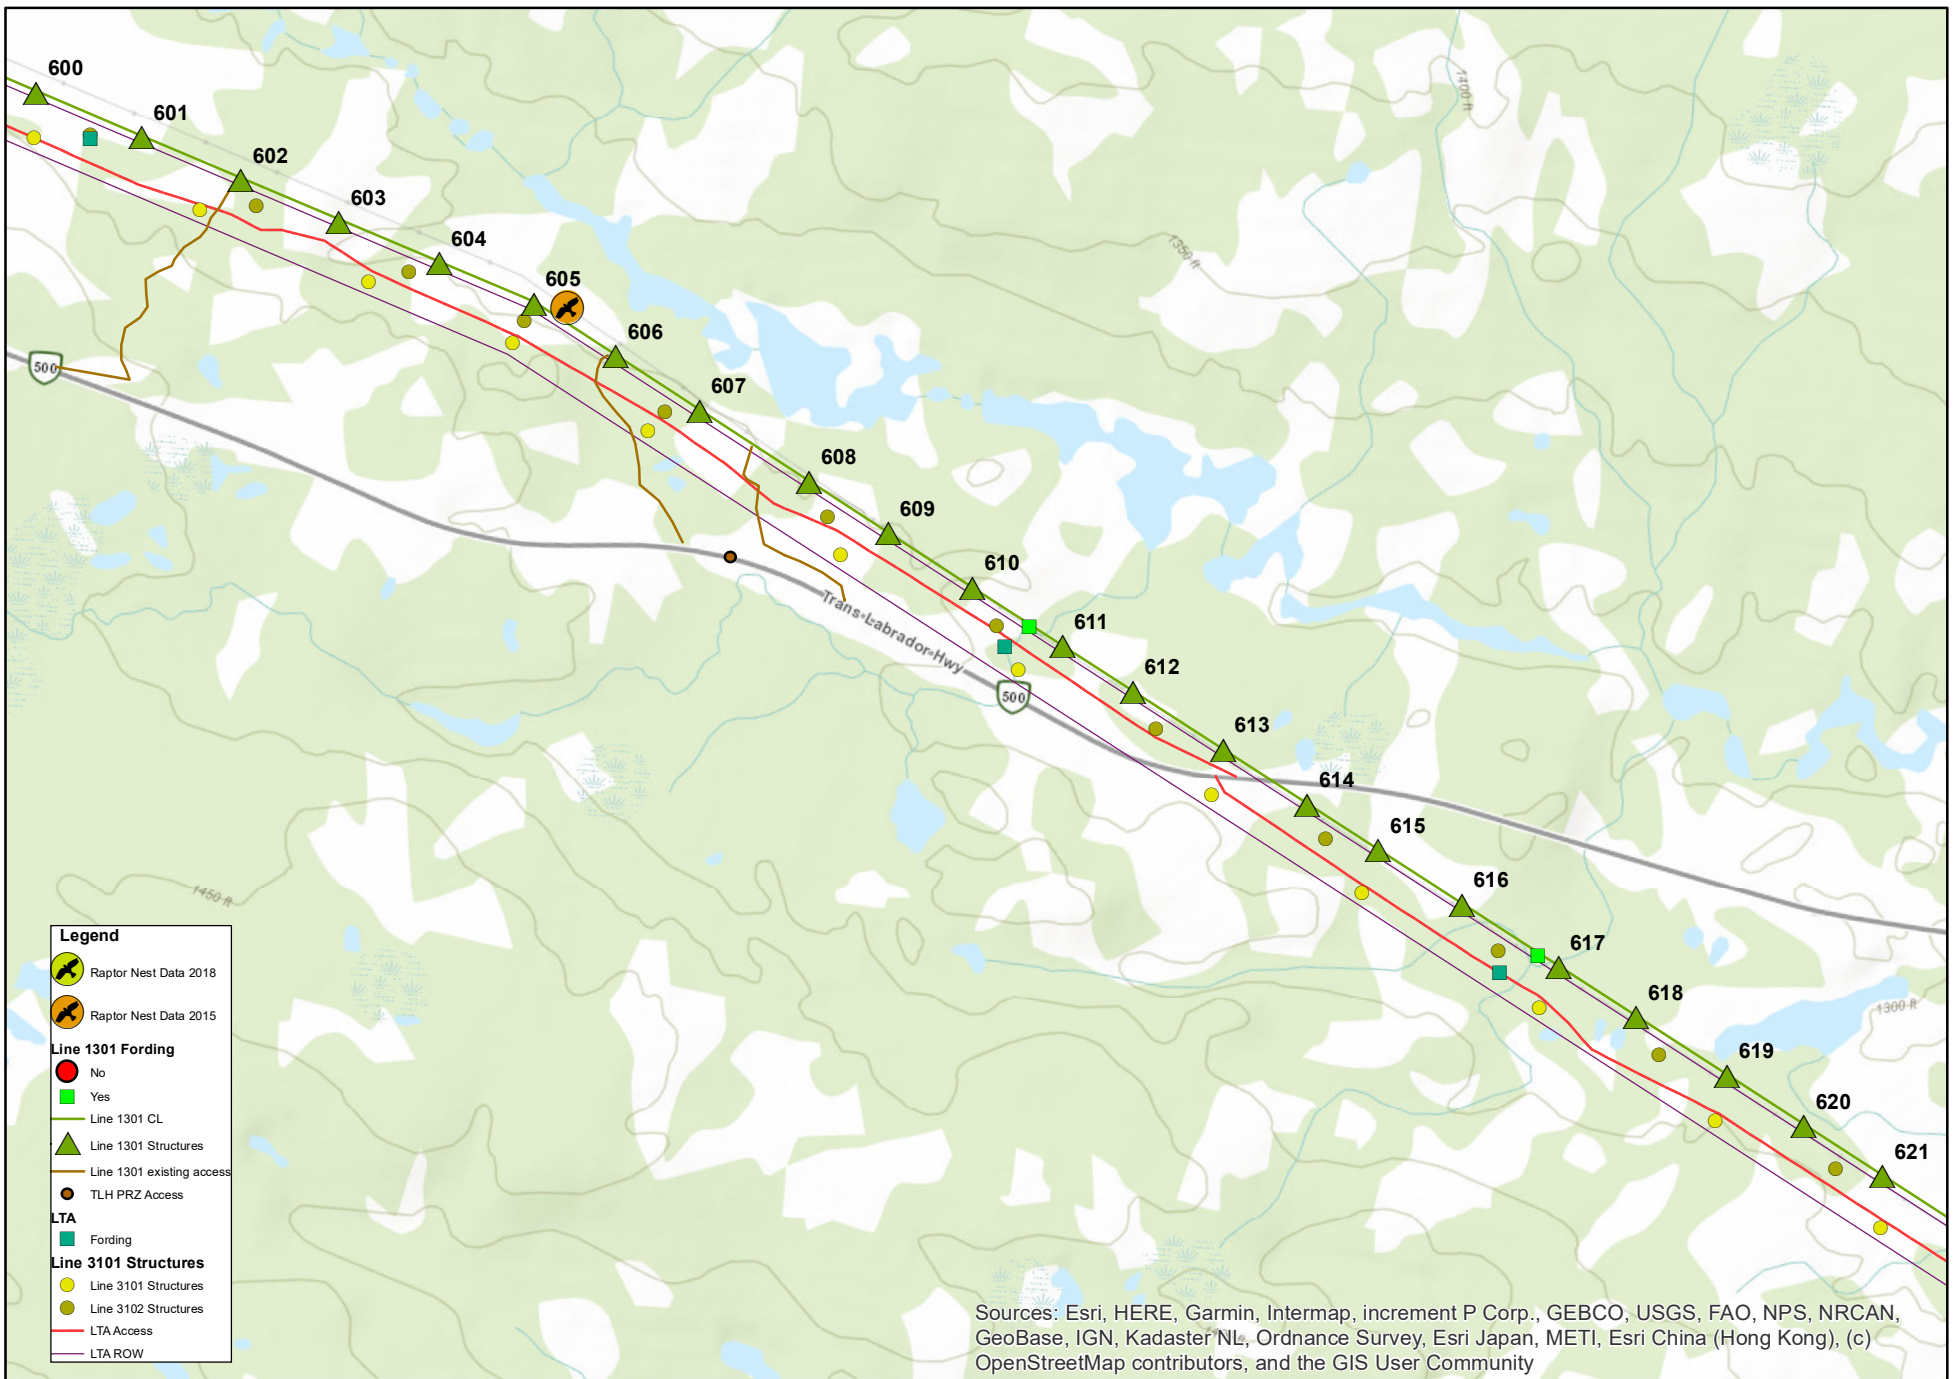 600
601
602
603
604
605
606
607
608
609
610
611
612
613
614
615
616
617
618
619
620
621
1400 ft
1350 ft
500
Trans-Labrador-Hwy
500
1450 ft
1300 ft
Legend
Raptor Nest Data 2018
Raptor Nest Data 2015
Line 1301 Fording
No
Yes
Line 1301 CL
Line 1301 Structures
Line 1301 existing access
TLH PRZ Access
LTA
Fording
Line 3101 Structures
Line 3101 Structures
Line 3102 Structures
LTA Access
LTA ROW
Sources: Esri, HERE, Garmin, Intermap, increment P Corp., GEBCO, USGS, FAO, NPS, NRCAN,
GeoBase, IGN, Kadaster NL, Ordnance Survey, Esri Japan, METI, Esri China (Hong Kong), (c)
OpenStreetMap contributors, and the GIS User Community